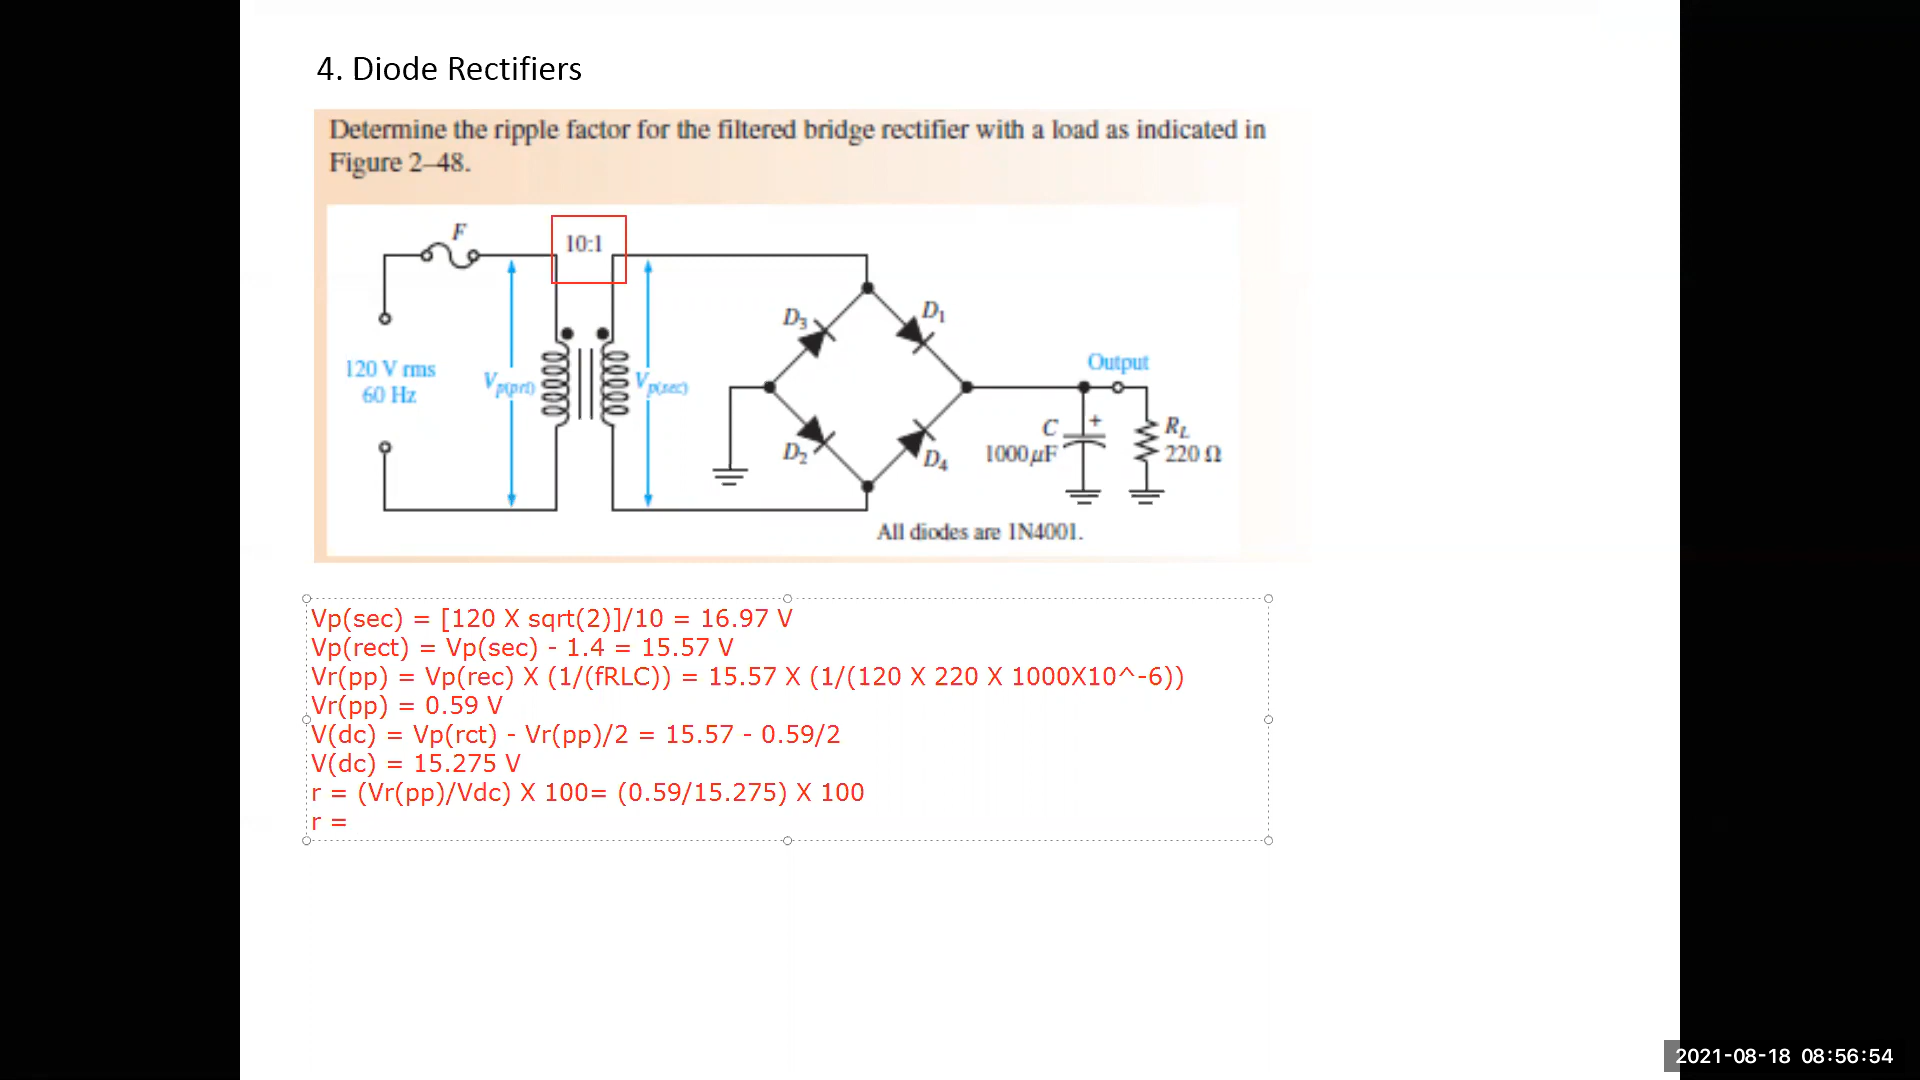 4. Diode Rectifiers
Determine the ripple factor for the filtered bridge rectifier with a load as indicated in
Figure 2–48.
F
10:1
D3
D1
120 V rms
60 Hz
Vp(pri)
Vp(sec)
Output
D2
D4
C
1000 µF
+
RL
220 Ω
All diodes are 1N4001.
Vp(sec) = [120 X sqrt(2)]/10 = 16.97 V
Vp(rect) = Vp(sec) - 1.4 = 15.57 V
Vr(pp) = Vp(rec) X (1/(fRLC)) = 15.57 X (1/(120 X 220 X 1000X10^-6))
Vr(pp) = 0.59 V
V(dc) = Vp(rct) - Vr(pp)/2 = 15.57 - 0.59/2
V(dc) = 15.275 V
r = (Vr(pp)/Vdc) X 100= (0.59/15.275) X 100
r =
2021-08-18 08:56:54